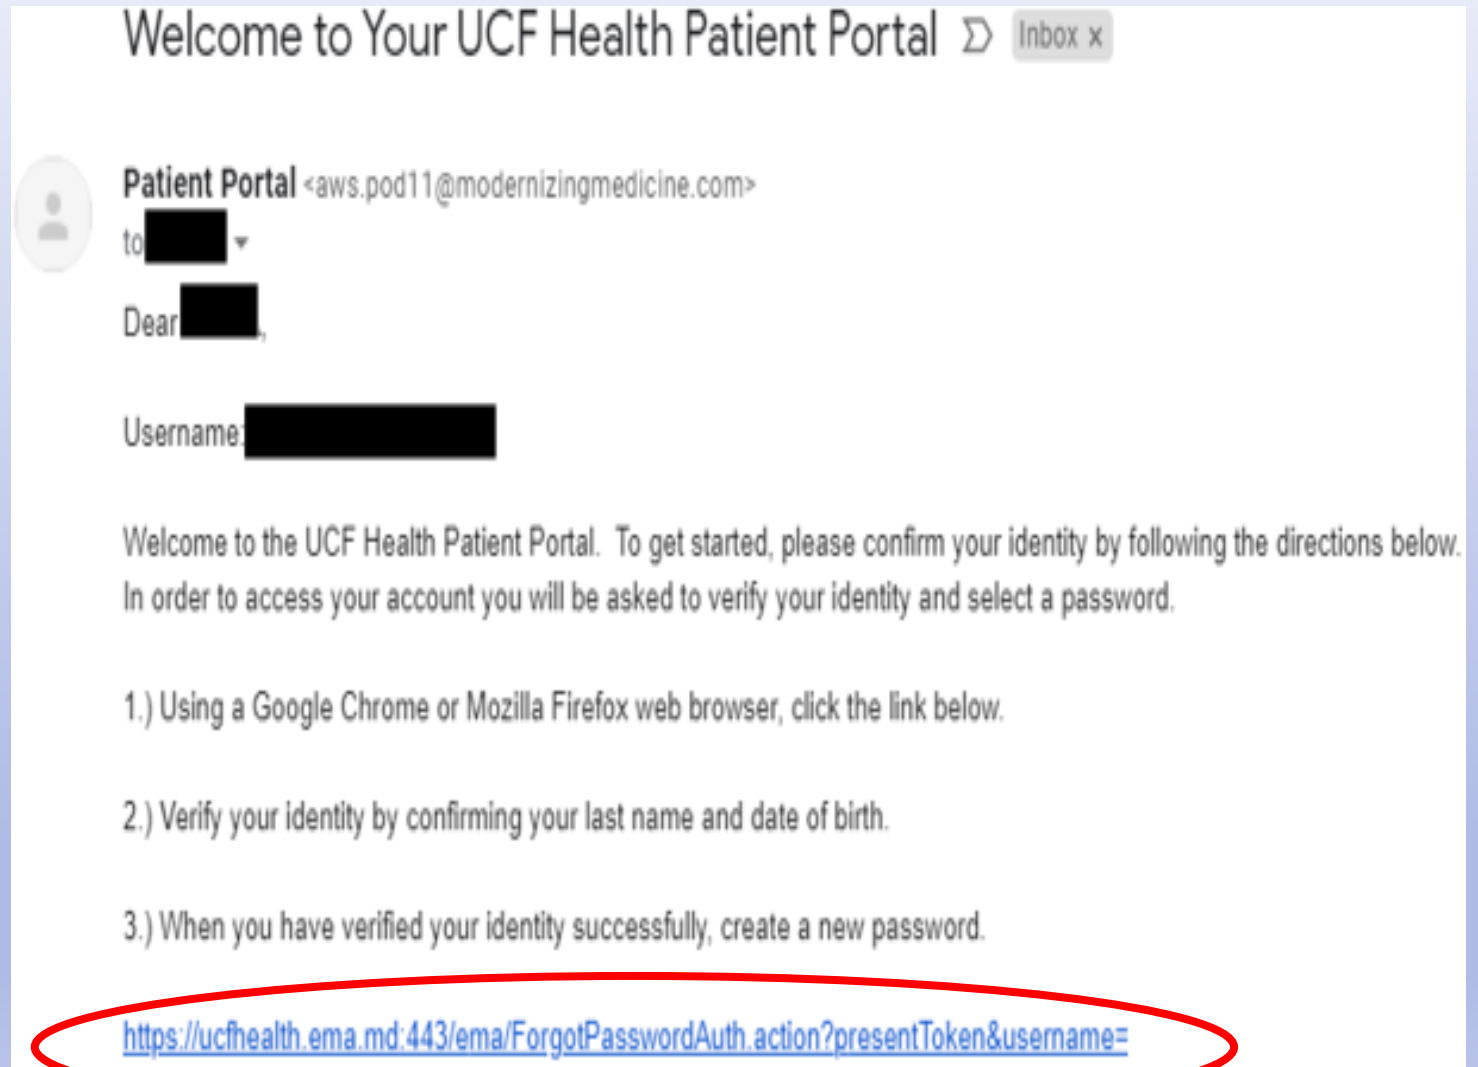 Welcome to Your UCF Health Patient Portal Inbox x
Patient Portal <aws.pod11@modernizingmedicine.com>
to
Dear ,
Username:
Welcome to the UCF Health Patient Portal. To get started, please confirm your identity by following the directions below.
In order to access your account you will be asked to verify your identity and select a password.
1.) Using a Google Chrome or Mozilla Firefox web browser, click the link below.
2.) Verify your identity by confirming your last name and date of birth.
3.) When you have verified your identity successfully, create a new password.
https://ucfhealth.ema.md:443/ema/ForgotPasswordAuth.action?presentToken&username=